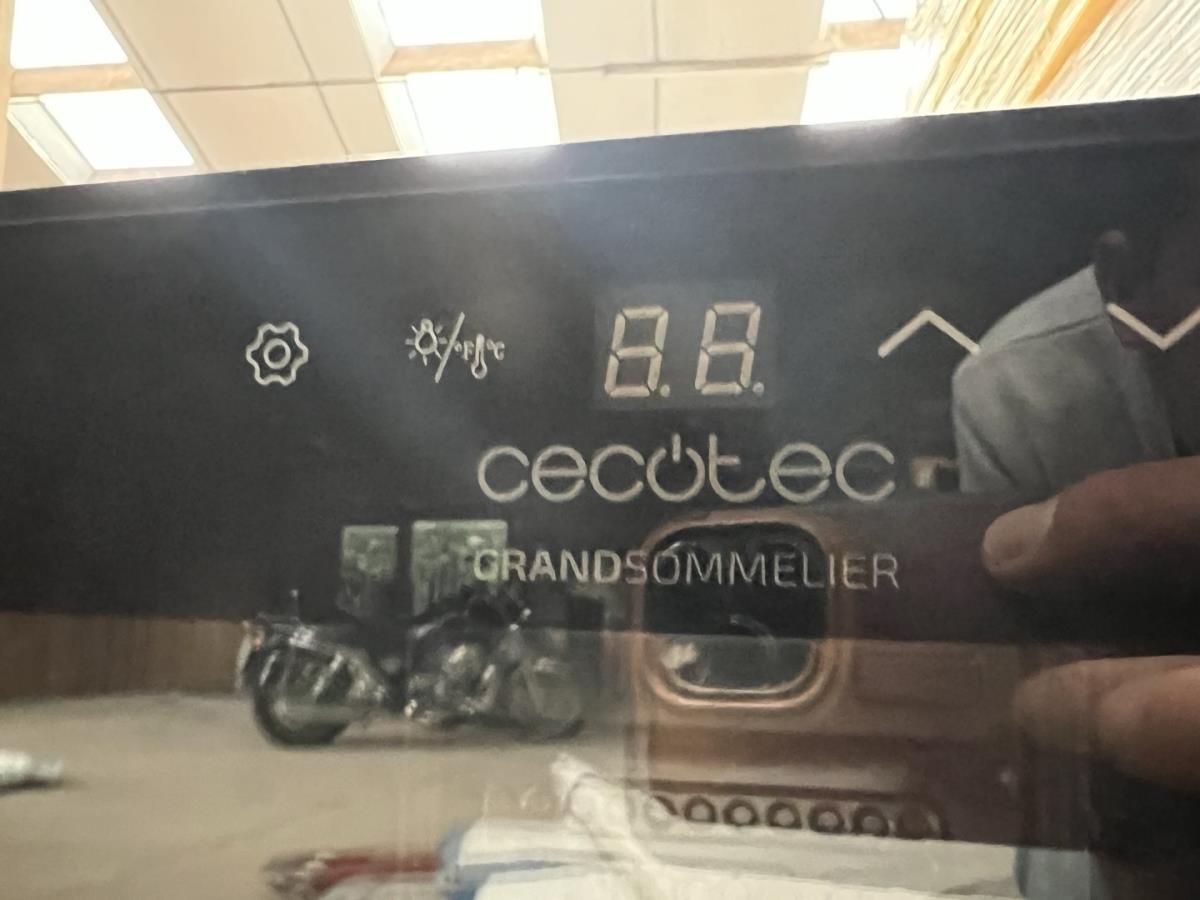 °F °C
8.8.
cecotec
GRANDSOMMELIER